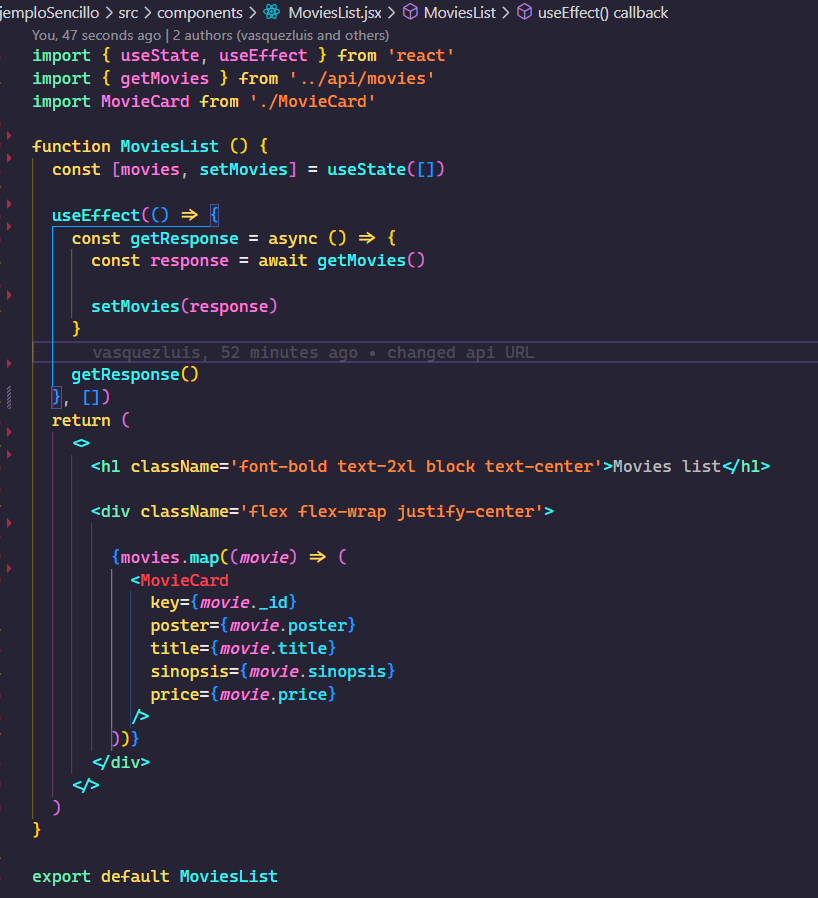 jemploSencillo > src > components > MoviesList.jsx > MoviesList > useEffect() callback
You, 47 seconds ago | 2 authors (vasquezluis and others)
import { useState, useEffect } from 'react'
import { getMovies } from '../api/movies'
import MovieCard from './MovieCard'
function MoviesList () {
const [movies, setMovies] = useState([])
useEffect(() => {
const getResponse = async () => {
const response = await getMovies()
setMovies(response)
}
vasquezluis, 52 minutes ago • changed api URL
getResponse()
}, [])
return (
<>
<h1 className='font-bold text-2xl block text-center'>Movies list</h1>
<div className='flex flex-wrap justify-center'>
{movies.map((movie) => (
<MovieCard
key={movie._id}
poster={movie.poster}
title={movie.title}
sinopsis={movie.sinopsis}
price={movie.price}
/>
))}
</div>
</>
)
}
export default MoviesList